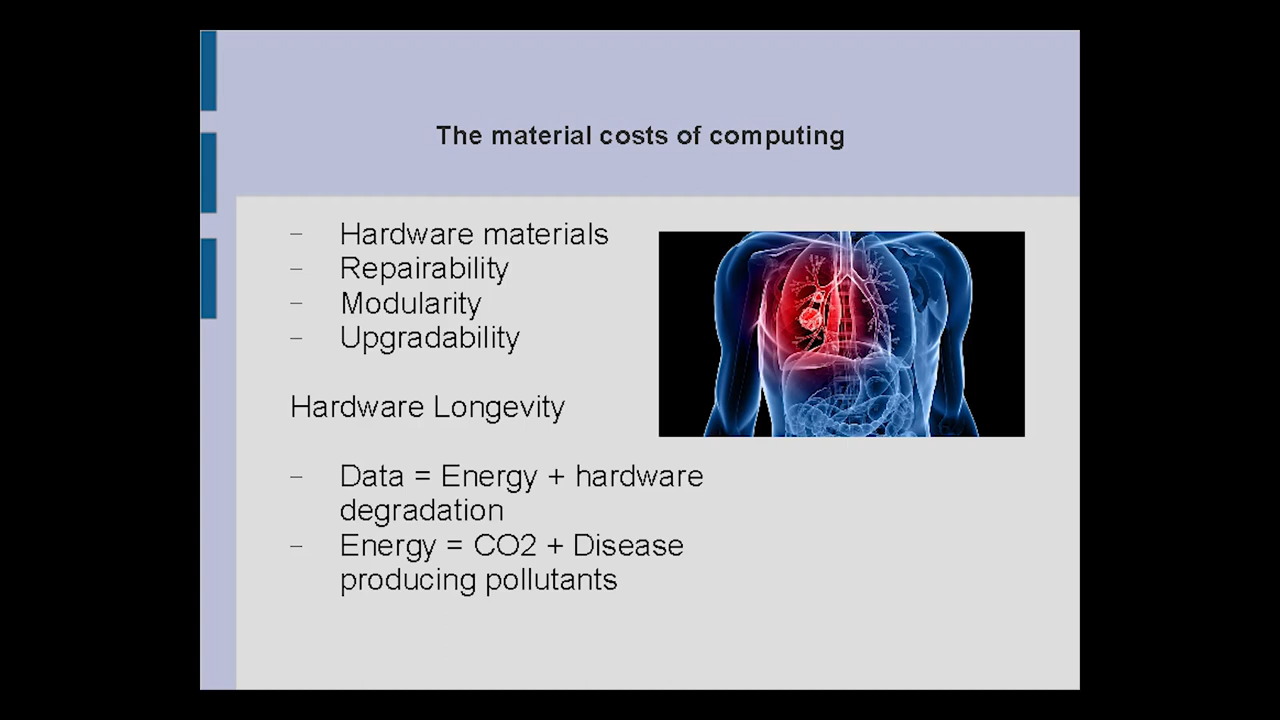 The material costs of computing
– Hardware materials
– Repairability
– Modularity
– Upgradability
Hardware Longevity
– Data = Energy + hardware
degradation
– Energy = CO2 + Disease
producing pollutants